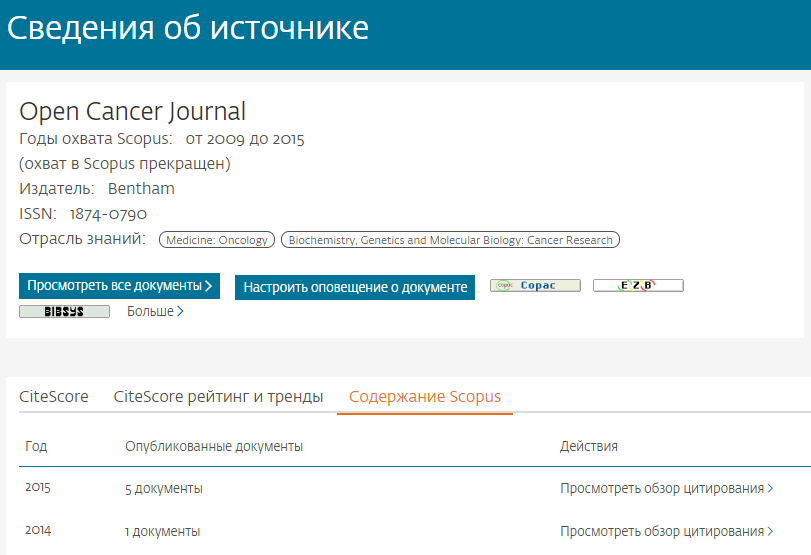 Сведения об источнике
Open Cancer Journal
Годы охвата Scopus: от 2009 до 2015
(охват в Scopus прекращен)
Издатель: Bentham
ISSN: 1874-0790
Отрасль знаний: Medicine: Oncology Biochemistry, Genetics and Molecular Biology: Cancer Research
Просмотреть все документы > Настроить оповещение о документе copac Copac EZB
BIBSYS Больше >
CiteScore CiteScore рейтинг и тренды Содержание Scopus
Год Опубликованные документы Действия
2015 5 документы Просмотреть обзор цитирования >
2014 1 документы Просмотреть обзор цитирования >